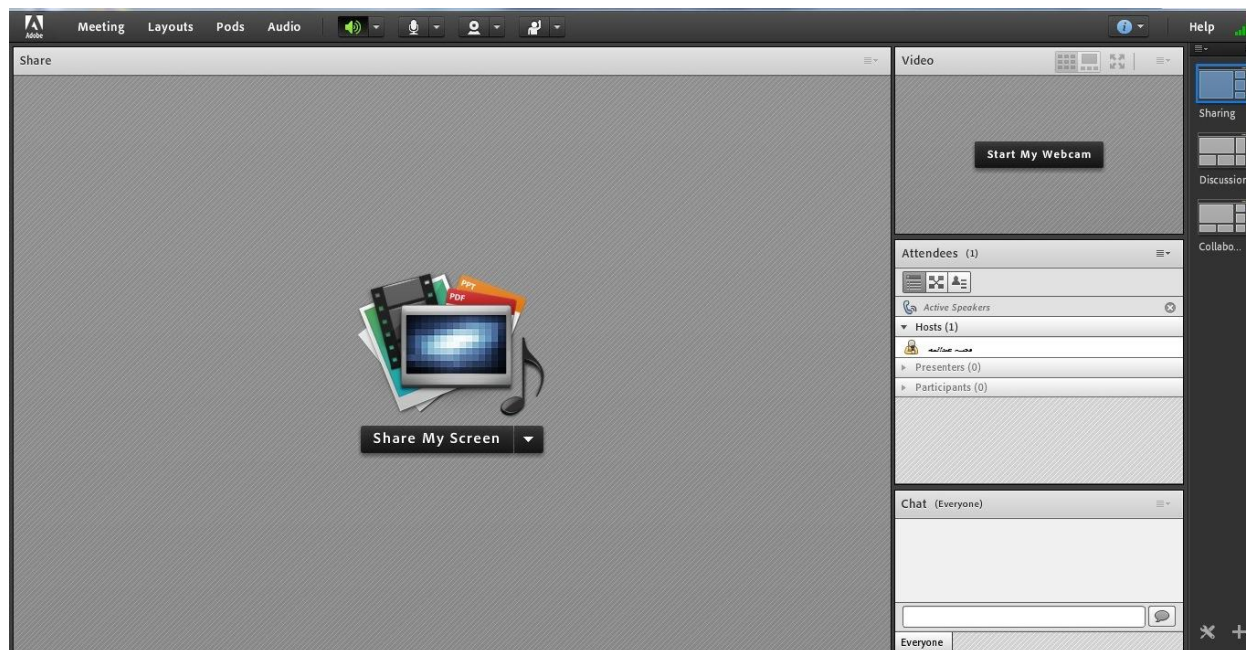 Adobe
Meeting Layouts Pods Audio Help
Share
PPT
PDF
Share My Screen
Video
Start My Webcam
Attendees (1)
Active Speakers
Hosts (1)
Presenters (0)
Participants (0)
Chat (Everyone)
Everyone
Sharing
Discussion
Collabo...